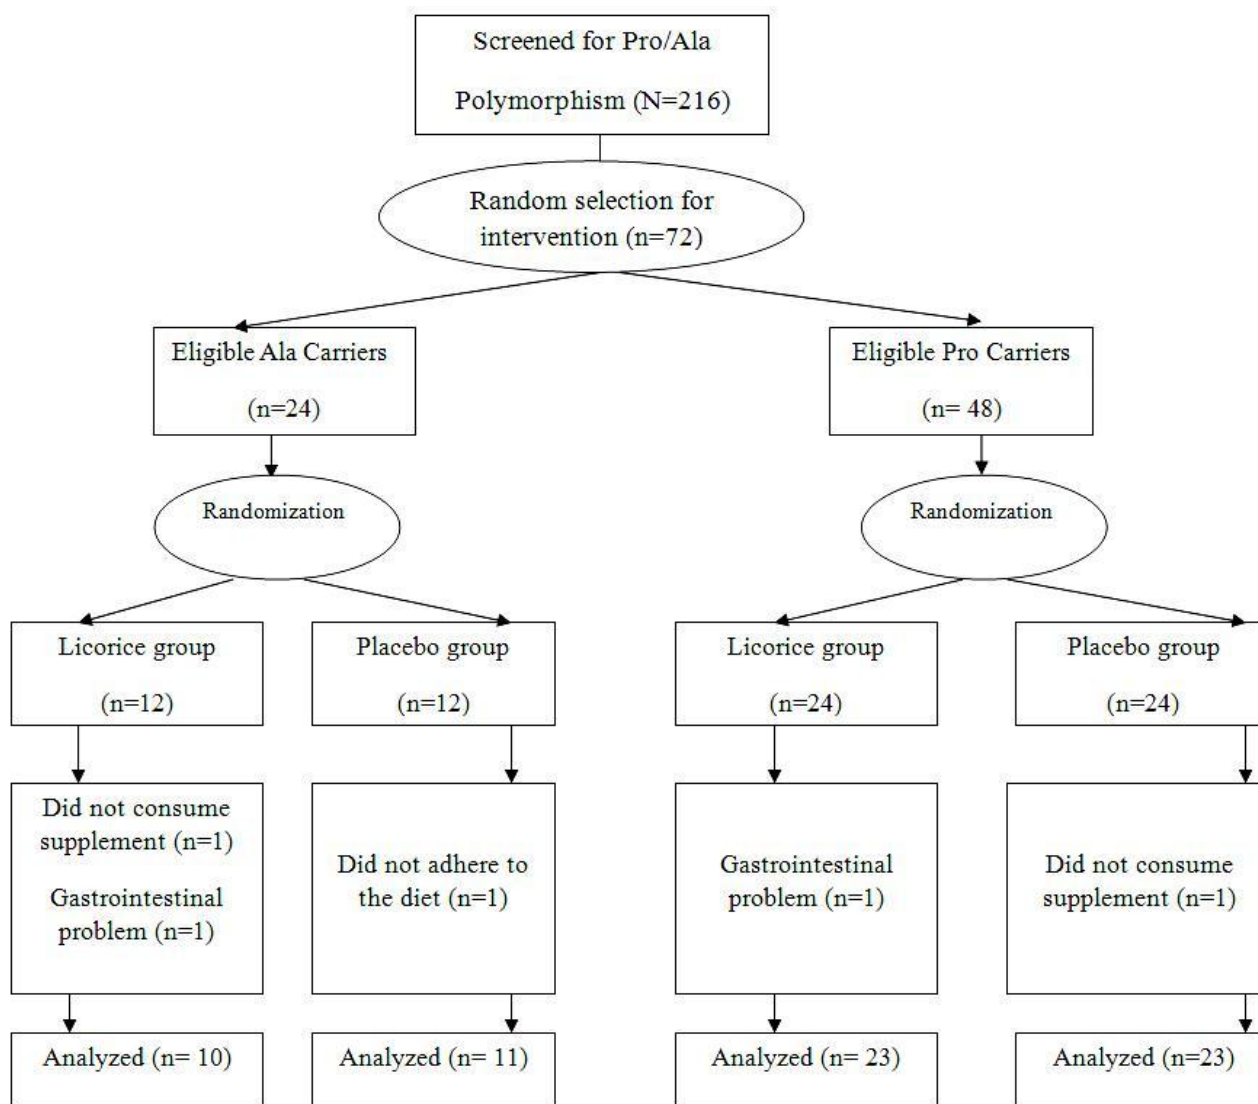 Screened for Pro/Ala
Polymorphism (N=216)
Random selection for
intervention (n=72)
Eligible Ala Carriers
(n=24)
Eligible Pro Carriers
(n= 48)
Randomization
Randomization
Licorice group
(n=12)
Placebo group
(n=12)
Licorice group
(n=24)
Placebo group
(n=24)
Did not consume
supplement (n=1)
Gastrointestinal
problem (n=1)
Did not adhere to
the diet (n=1)
Gastrointestinal
problem (n=1)
Did not consume
supplement (n=1)
Analyzed (n= 10)
Analyzed (n= 11)
Analyzed (n= 23)
Analyzed (n=23)